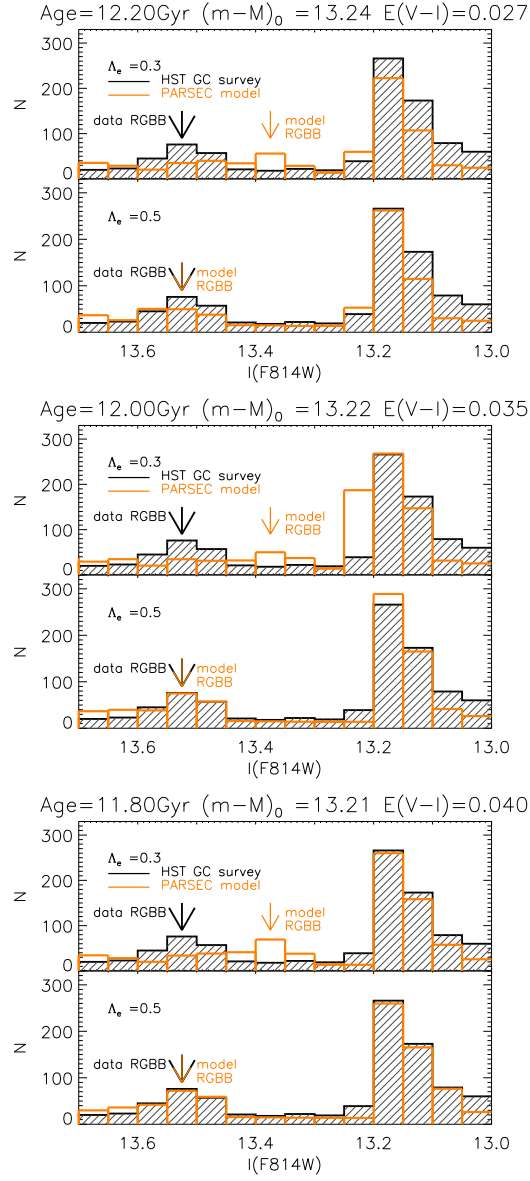 Age=12.20Gyr (m−M)₀ =13.24 E(V−I)=0.027
300
200
100
0
N
Λₑ =0.3
HST GC survey
PARSEC model
data RGBB
model
RGBB
300
200
100
0
N
Λₑ =0.5
data RGBB
model
RGBB
13.6 13.4 13.2 13.0
I(F814W)
Age=12.00Gyr (m−M)₀ =13.22 E(V−I)=0.035
300
200
100
0
N
Λₑ =0.3
HST GC survey
PARSEC model
data RGBB
model
RGBB
300
200
100
0
N
Λₑ =0.5
data RGBB
model
RGBB
13.6 13.4 13.2 13.0
I(F814W)
Age=11.80Gyr (m−M)₀ =13.21 E(V−I)=0.040
300
200
100
0
N
Λₑ =0.3
HST GC survey
PARSEC model
data RGBB
model
RGBB
300
200
100
0
N
Λₑ =0.5
data RGBB
model
RGBB
13.6 13.4 13.2 13.0
I(F814W)